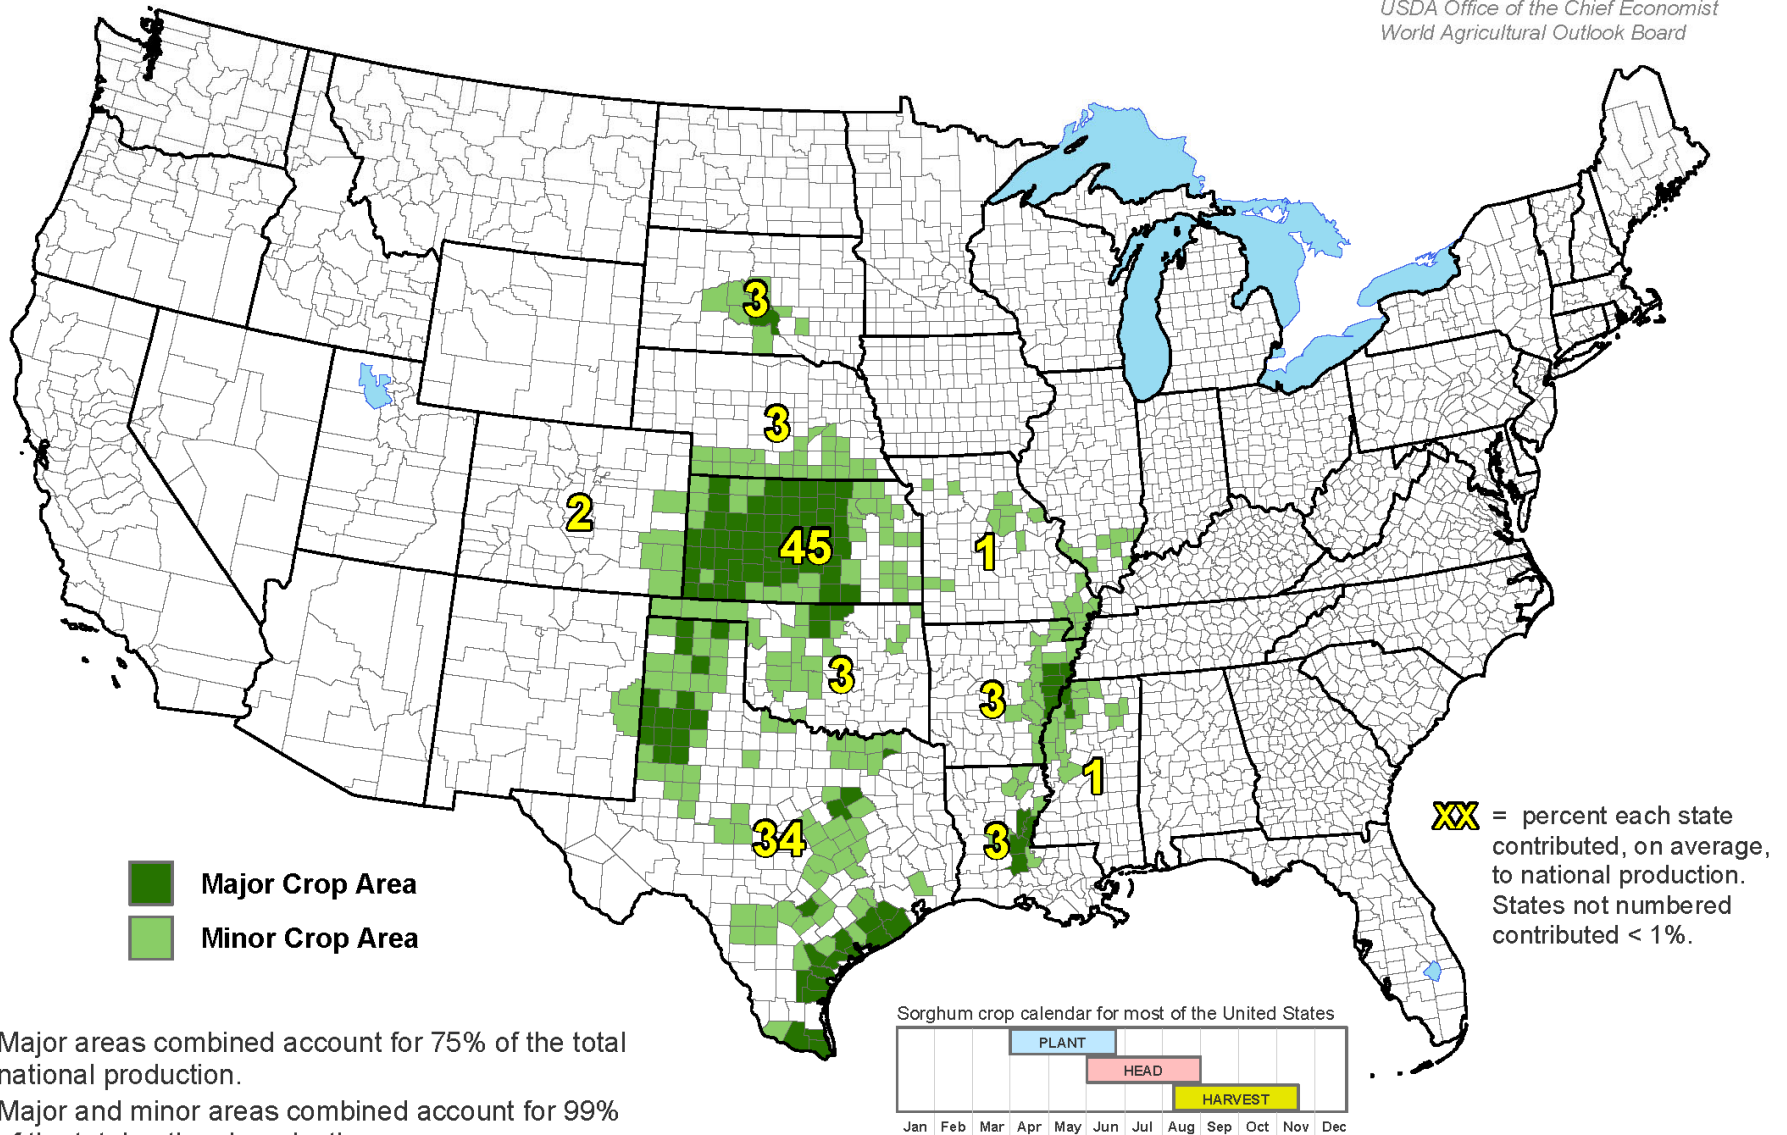 USDA Office of the Chief Economist
World Agricultural Outlook Board
3
3
2
45
1
3
3
1
34
3
XX = percent each state
contributed, on average,
to national production.
States not numbered
contributed < 1%.
Major Crop Area
Minor Crop Area
Major areas combined account for 75% of the total
national production.
Major and minor areas combined account for 99%
Sorghum crop calendar for most of the United States
PLANT
HEAD
HARVEST
Jan Feb Mar Apr May Jun Jul Aug Sep Oct Nov Dec